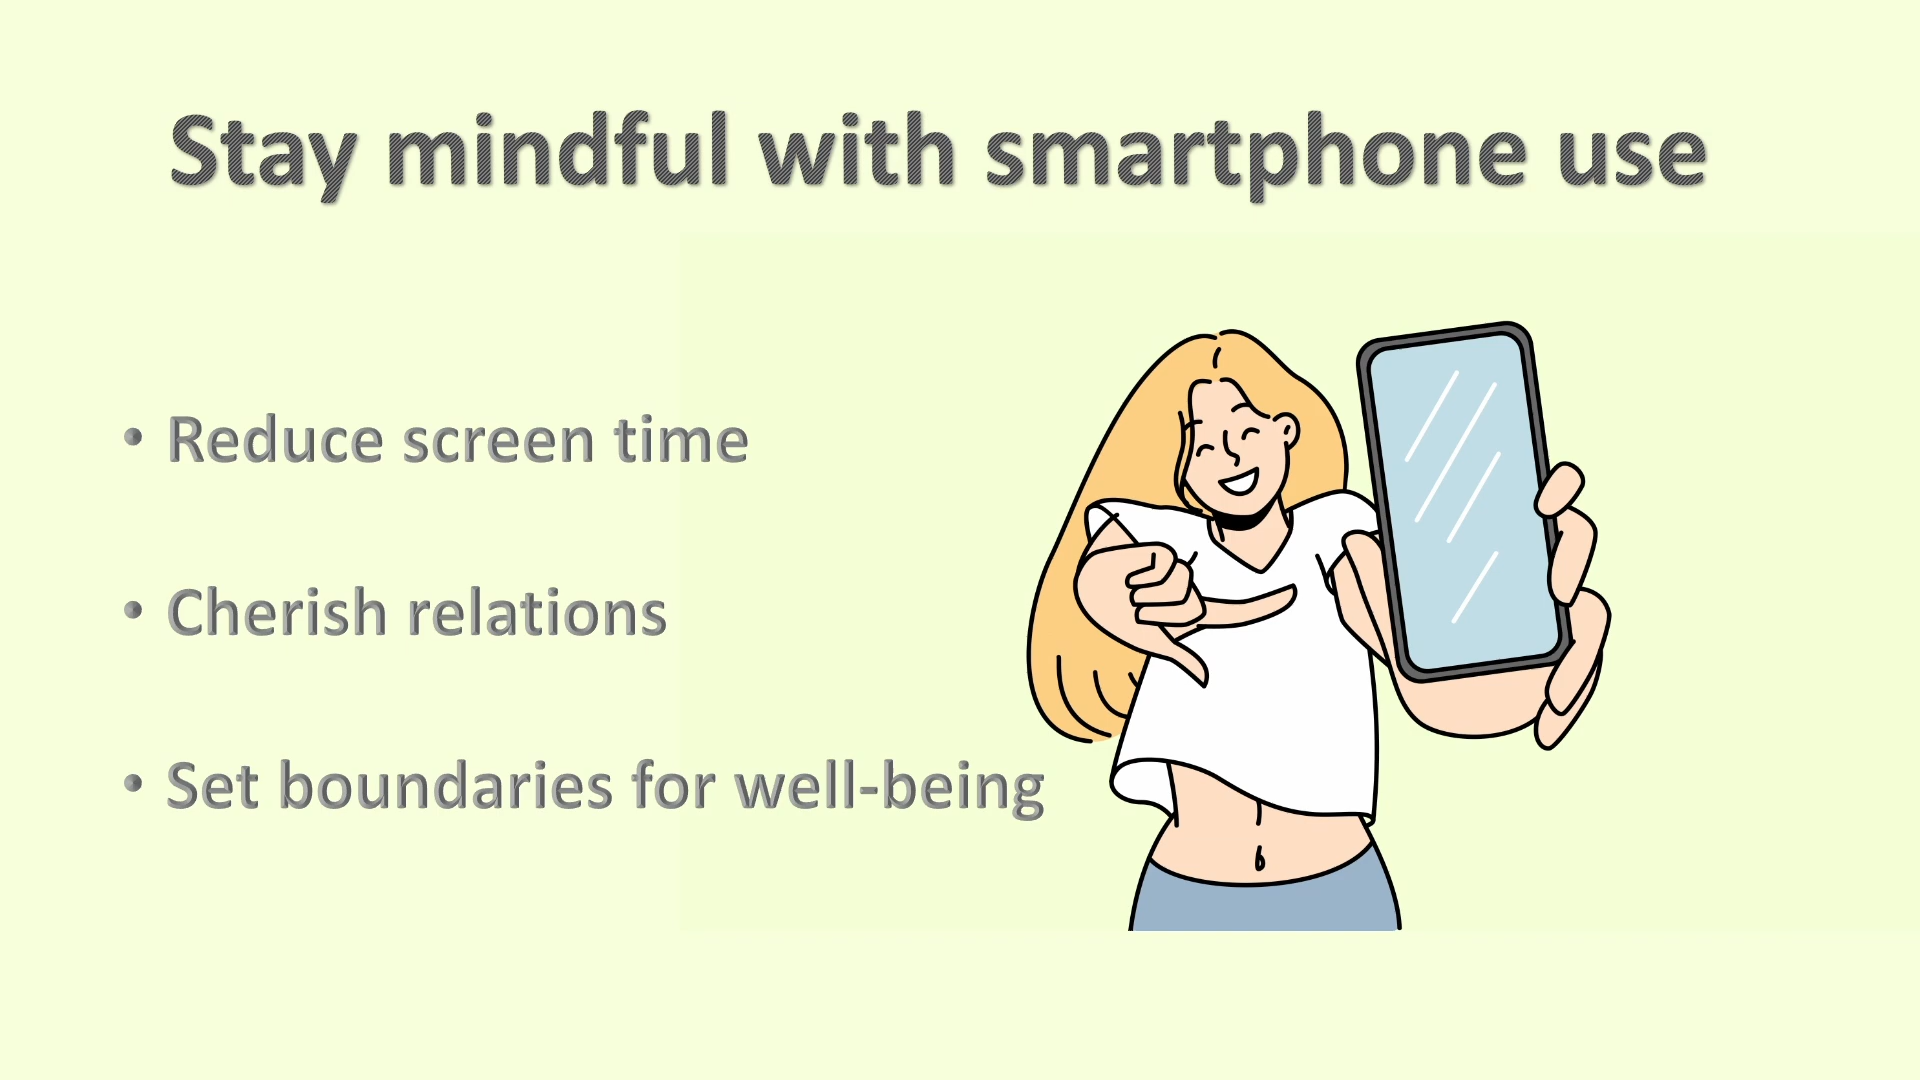 Stay mindful with smartphone use
• Reduce screen time
• Cherish relations
• Set boundaries for well-being